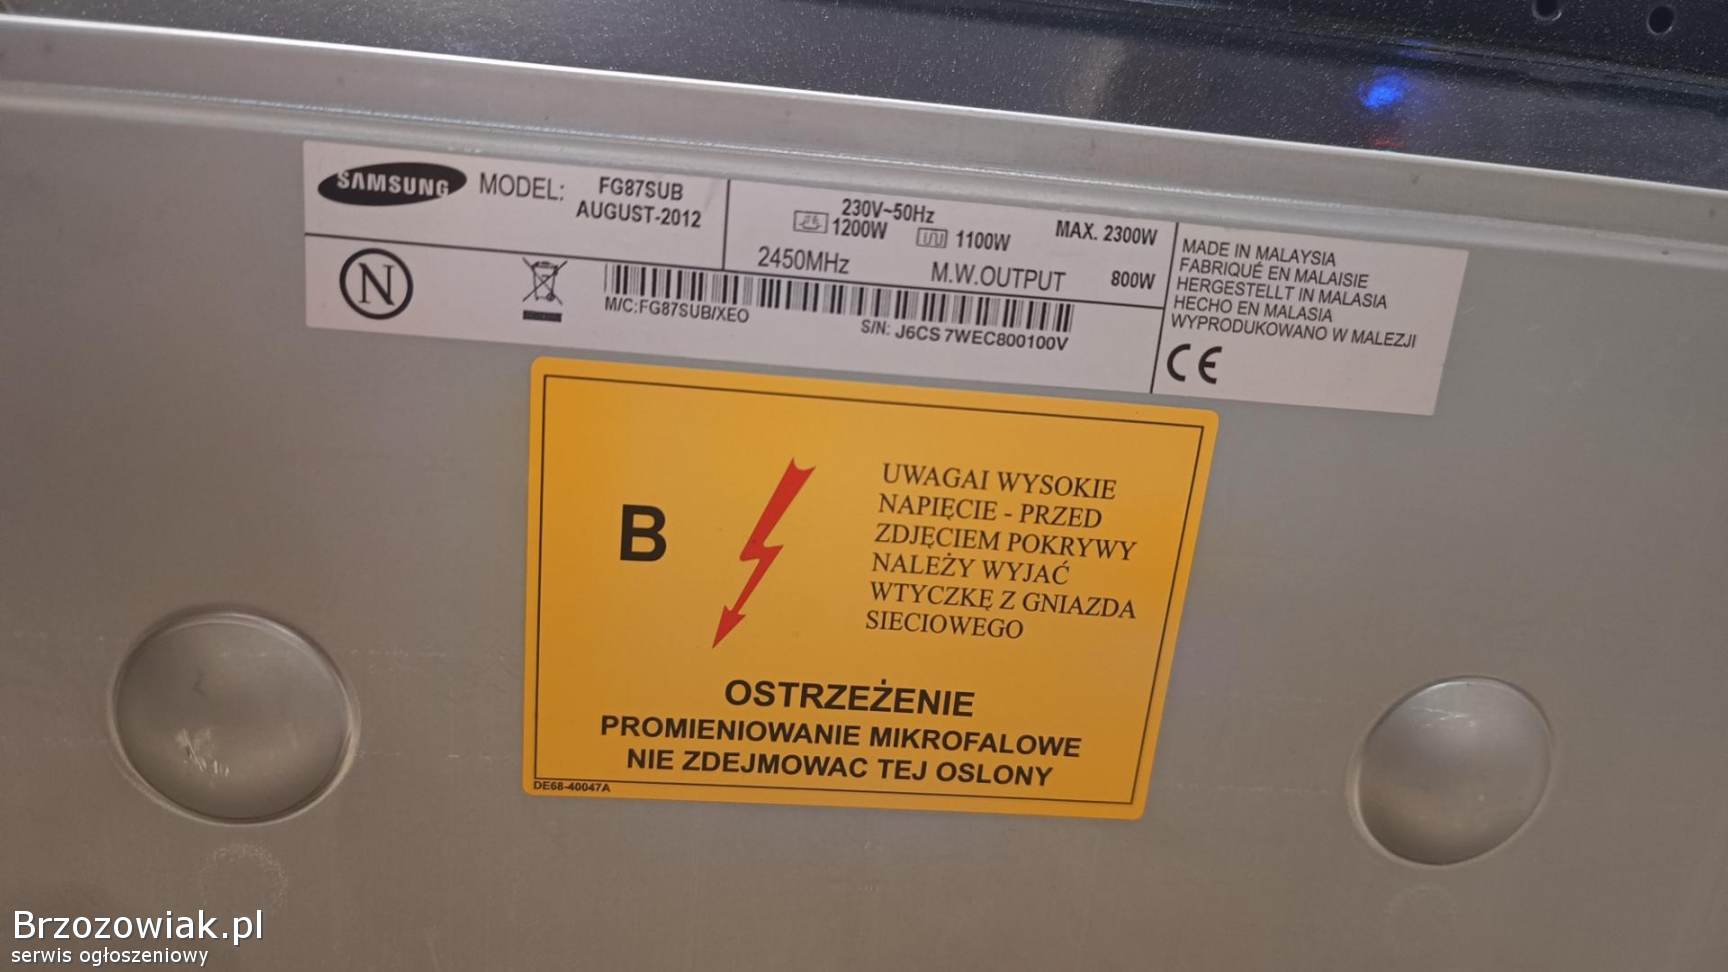 SAMSUNG MODEL: FG87SUB
AUGUST-2012
230V~50Hz
1200W 1100W MAX. 2300W
2450MHz M.W.OUTPUT 800W
N
M/C:FG87SUB/XEO
S/N: J6CS 7WEC800100V
MADE IN MALAYSIA
FABRIQUÉ EN MALAISIE
HERGESTELLT IN MALASIA
HECHO EN MALASIA
WYPRODUKOWANO W MALEZJI
CE
B
UWAGAI WYSOKIE
NAPIĘCIE - PRZED
ZDJĘCIEM POKRYWY
NALEŻY WYJAĆ
WTYCZKĘ Z GNIAZDA
SIECIOWEGO
OSTRZEŻENIE
PROMIENIOWANIE MIKROFALOWE
NIE ZDEJMOWAC TEJ OSLONY
DE68-40047A
Brzozowiak.pl
serwis ogłoszeniowy